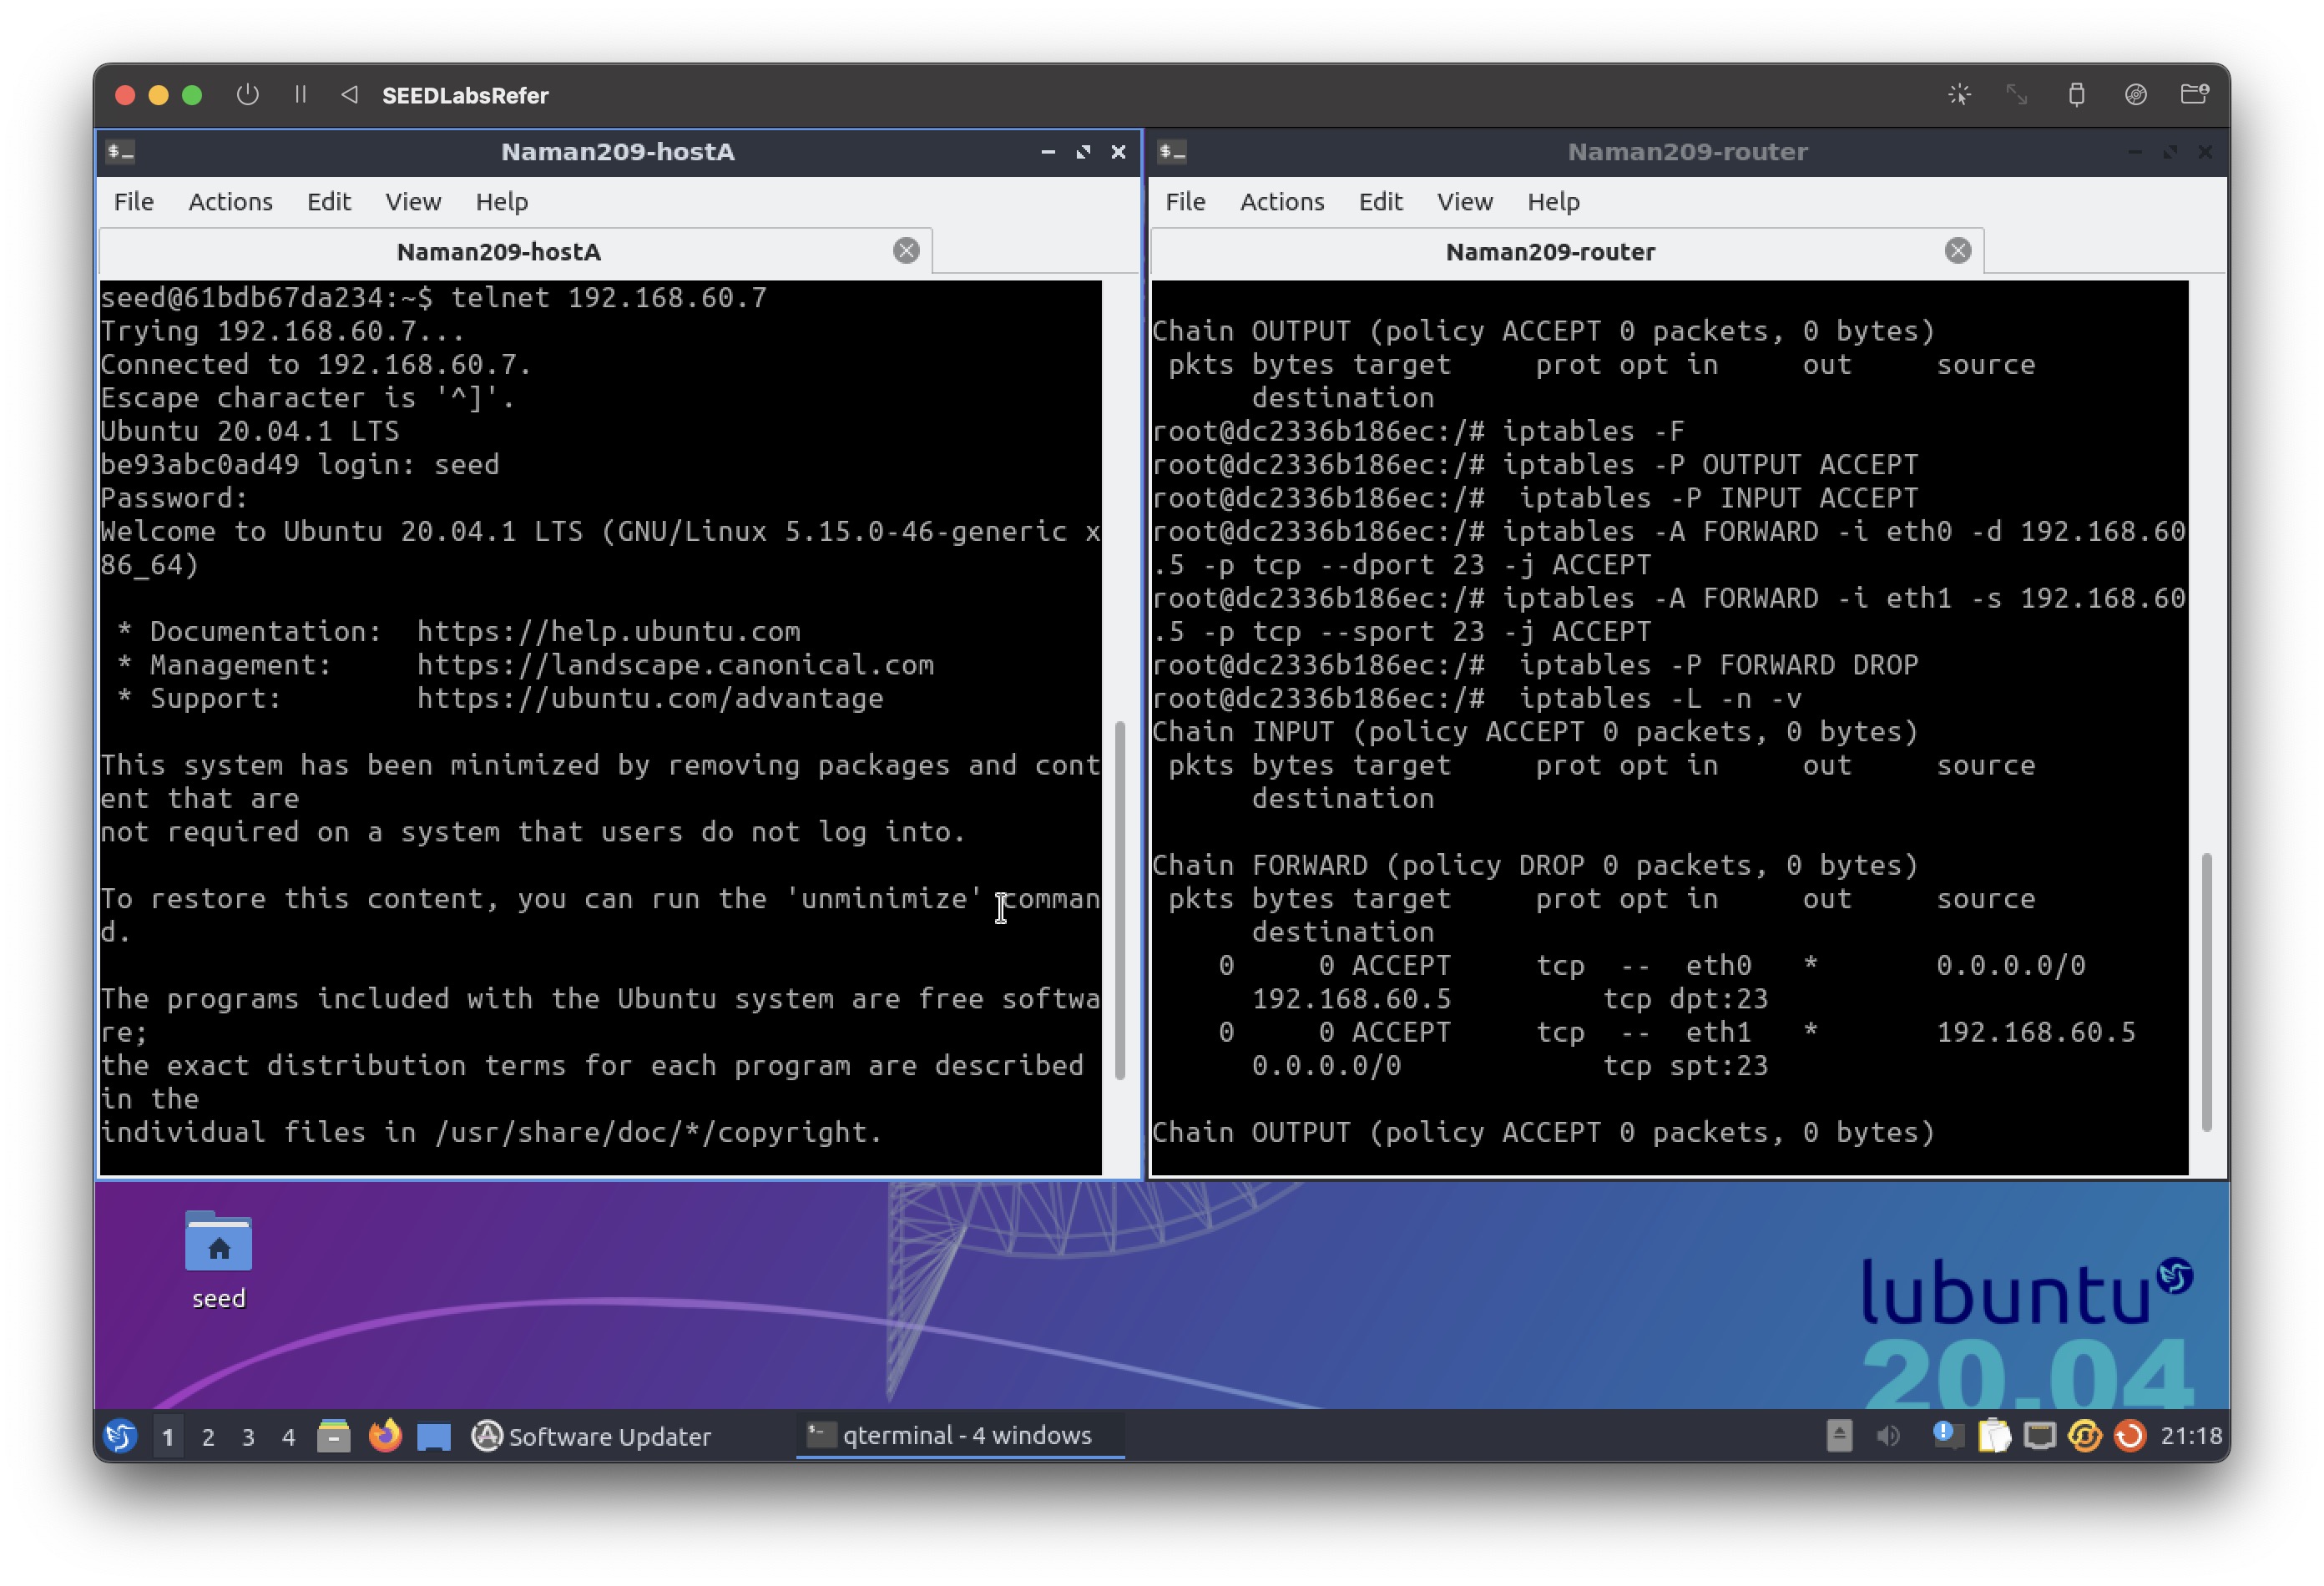 SEEDLabsRefer
Naman209-hostA
File Actions Edit View Help
Naman209-hostA
seed@61bdb67da234:~$ telnet 192.168.60.7
Trying 192.168.60.7...
Connected to 192.168.60.7.
Escape character is '^]'.
Ubuntu 20.04.1 LTS
be93abc0ad49 login: seed
Password:
Welcome to Ubuntu 20.04.1 LTS (GNU/Linux 5.15.0-46-generic x
86_64)
* Documentation:  https://help.ubuntu.com
* Management:     https://landscape.canonical.com
* Support:        https://ubuntu.com/advantage
This system has been minimized by removing packages and cont
ent that are
not required on a system that users do not log into.
To restore this content, you can run the 'unminimize' comman
d.
The programs included with the Ubuntu system are free softwa
re;
the exact distribution terms for each program are described
in the
individual files in /usr/share/doc/*/copyright.
Naman209-router
File Actions Edit View Help
Naman209-router
Chain OUTPUT (policy ACCEPT 0 packets, 0 bytes)
pkts bytes target     prot opt in     out     source
destination
root@dc2336b186ec:/# iptables -F
root@dc2336b186ec:/# iptables -P OUTPUT ACCEPT
root@dc2336b186ec:/#  iptables -P INPUT ACCEPT
root@dc2336b186ec:/# iptables -A FORWARD -i eth0 -d 192.168.60
.5 -p tcp --dport 23 -j ACCEPT
root@dc2336b186ec:/# iptables -A FORWARD -i eth1 -s 192.168.60
.5 -p tcp --sport 23 -j ACCEPT
root@dc2336b186ec:/#  iptables -P FORWARD DROP
root@dc2336b186ec:/#  iptables -L -n -v
Chain INPUT (policy ACCEPT 0 packets, 0 bytes)
pkts bytes target     prot opt in     out     source
destination
Chain FORWARD (policy DROP 0 packets, 0 bytes)
pkts bytes target     prot opt in     out     source
destination
0     0 ACCEPT     tcp  --  eth0   *       0.0.0.0/0
192.168.60.5         tcp dpt:23
0     0 ACCEPT     tcp  --  eth1   *       192.168.60.5
0.0.0.0/0            tcp spt:23
Chain OUTPUT (policy ACCEPT 0 packets, 0 bytes)
seed
lubuntu
20.04
1 2 3 4 Software Updater qterminal - 4 windows 21:18